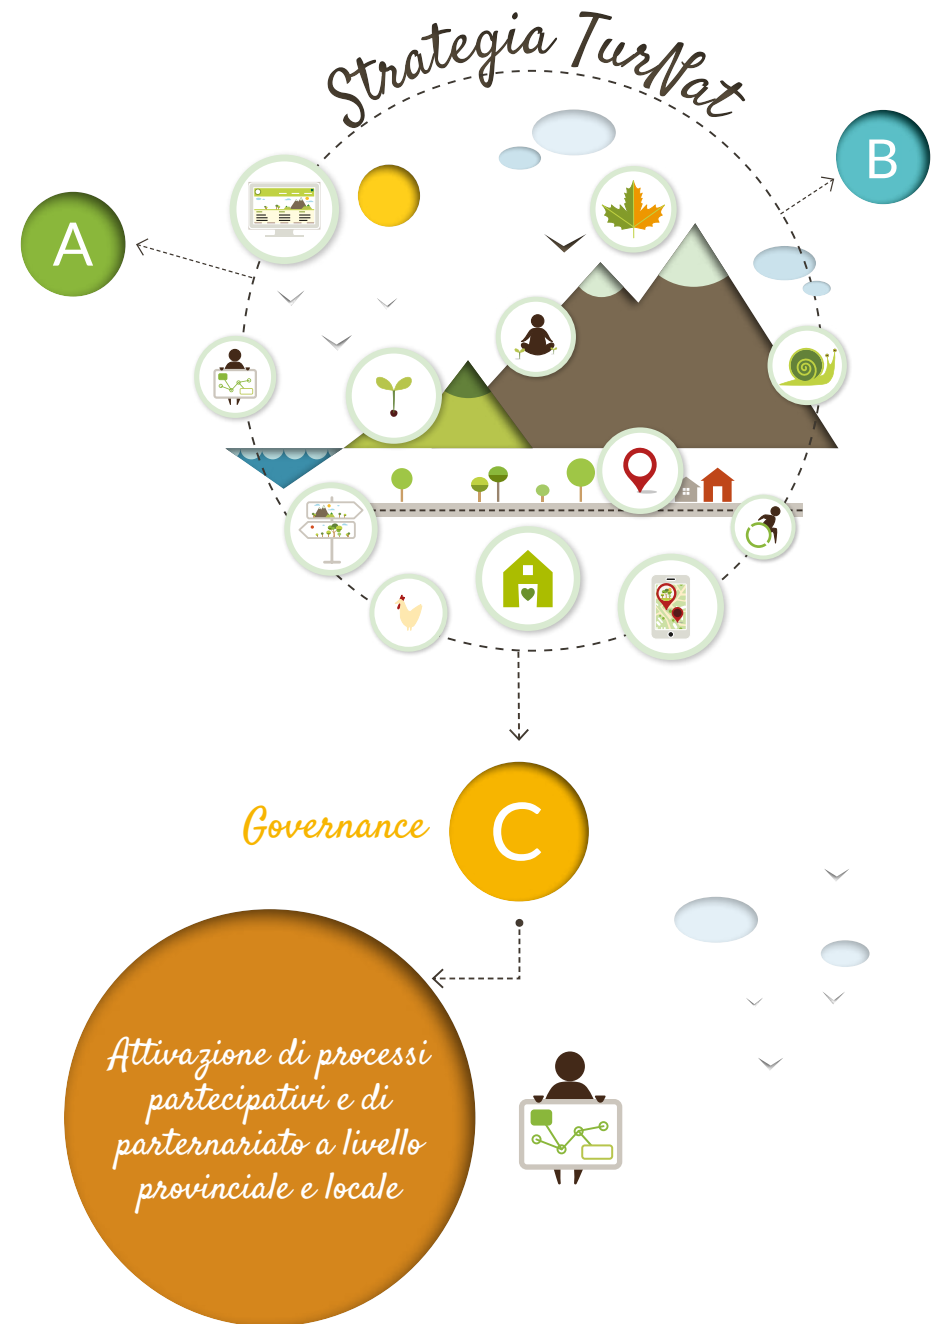 Strategia TurNat
B
A
C
Governance
Attivazione di processi
partecipativi e di
parternariato a livello
provinciale e locale